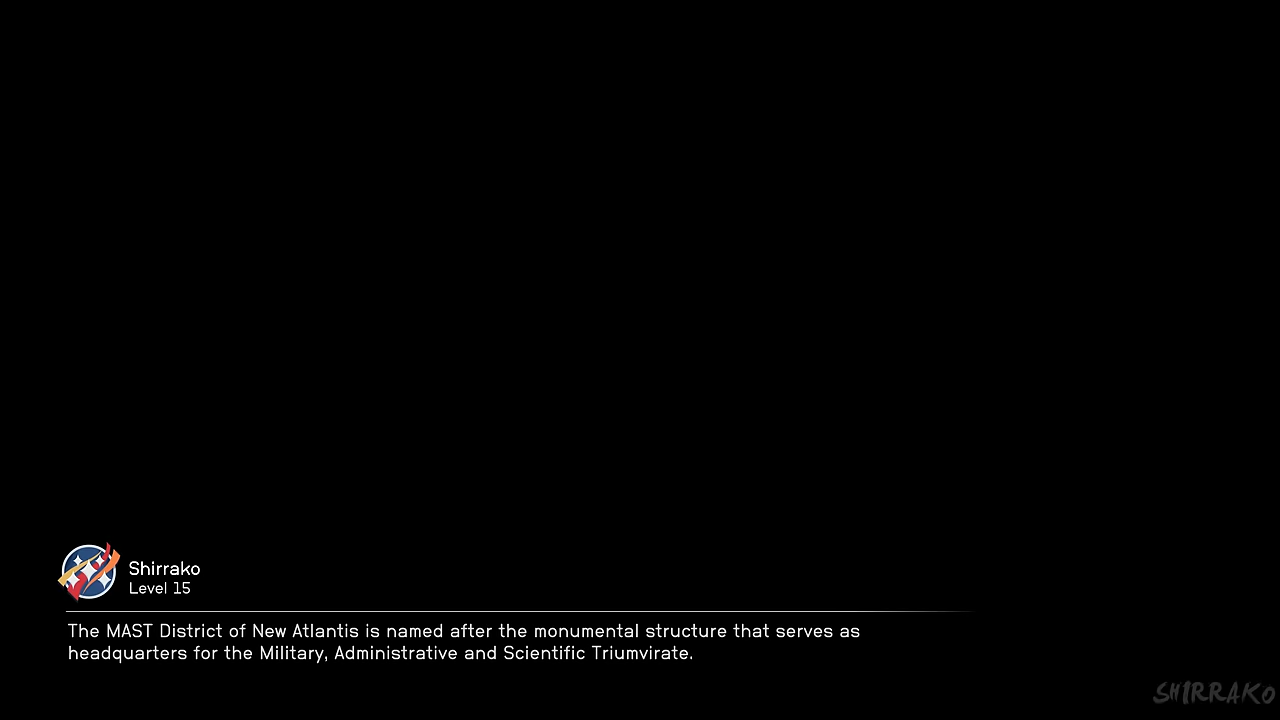 Shirrako
Level 15
The MAST District of New Atlantis is named after the monumental structure that serves as
headquarters for the Military, Administrative and Scientific Triumvirate.
SHIRRAKO